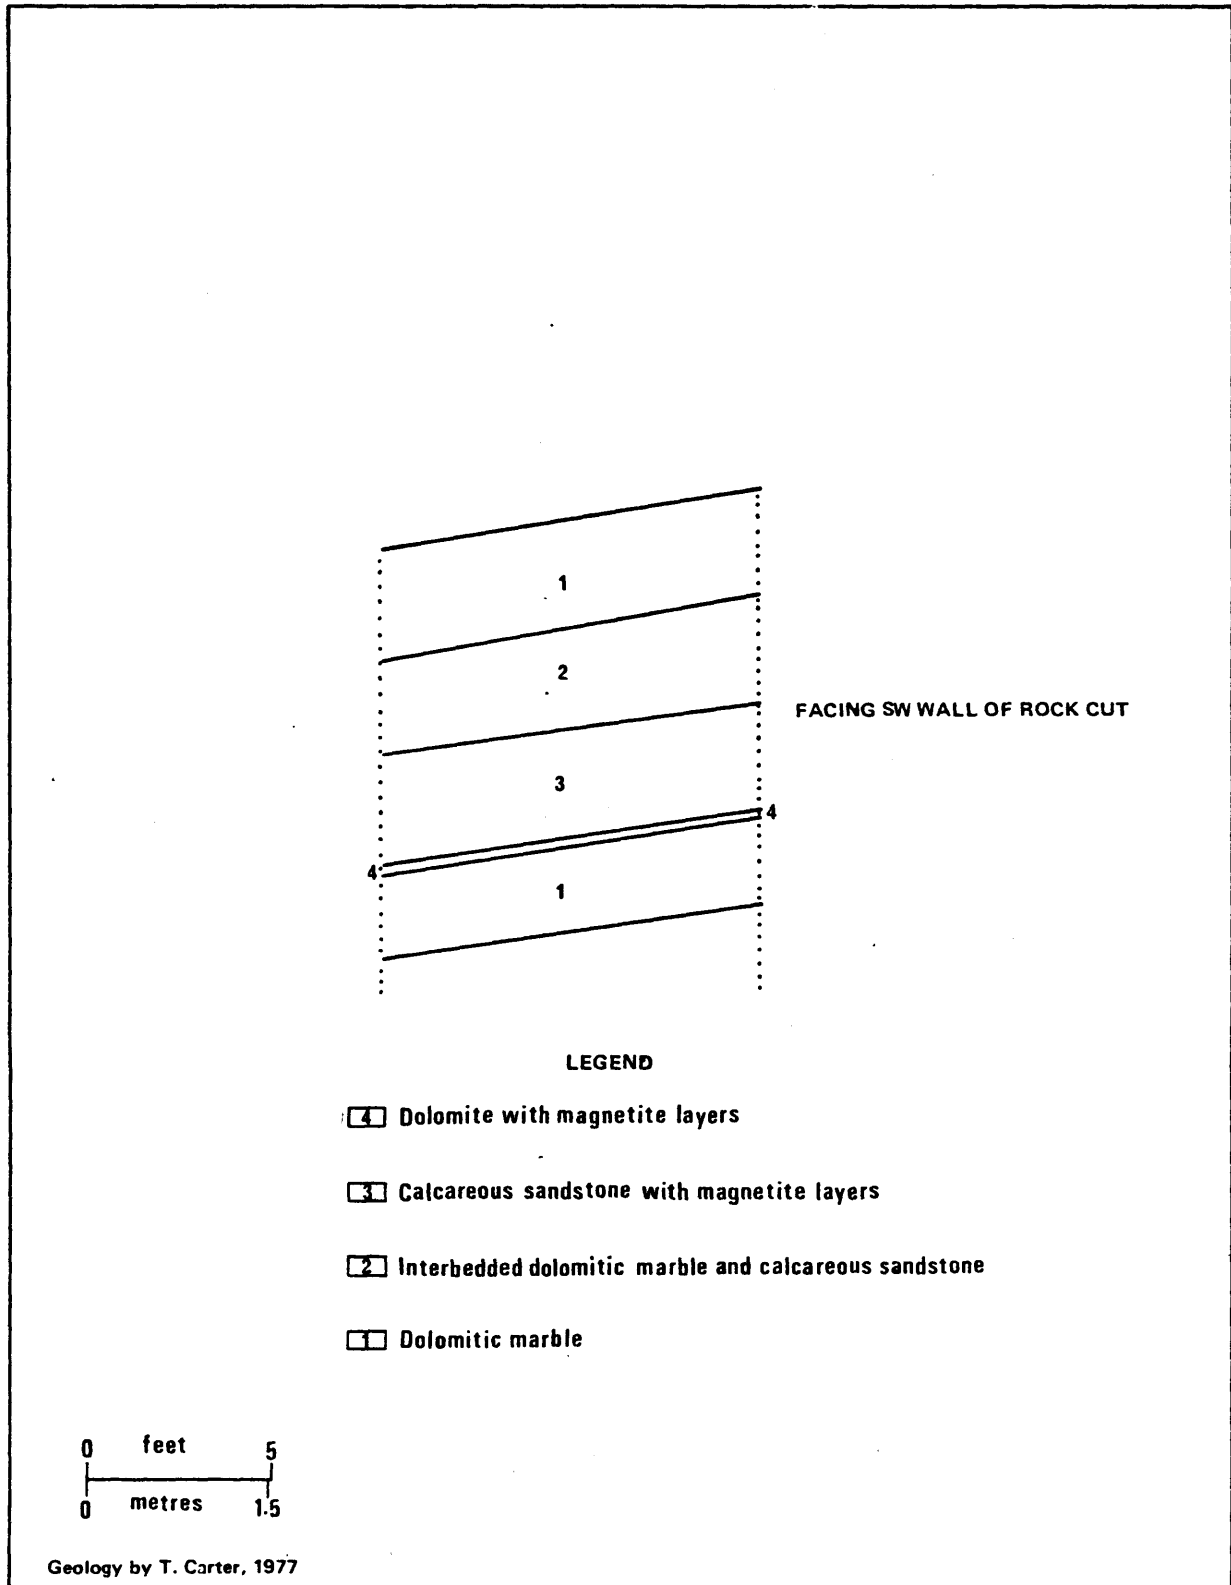 1
2
FACING SW WALL OF ROCK CUT
3
4
4
1
LEGEND
4 Dolomite with magnetite layers
3 Calcareous sandstone with magnetite layers
2 Interbedded dolomitic marble and calcareous sandstone
1 Dolomitic marble
0 feet 5
0 metres 1.5
Geology by T. Carter, 1977